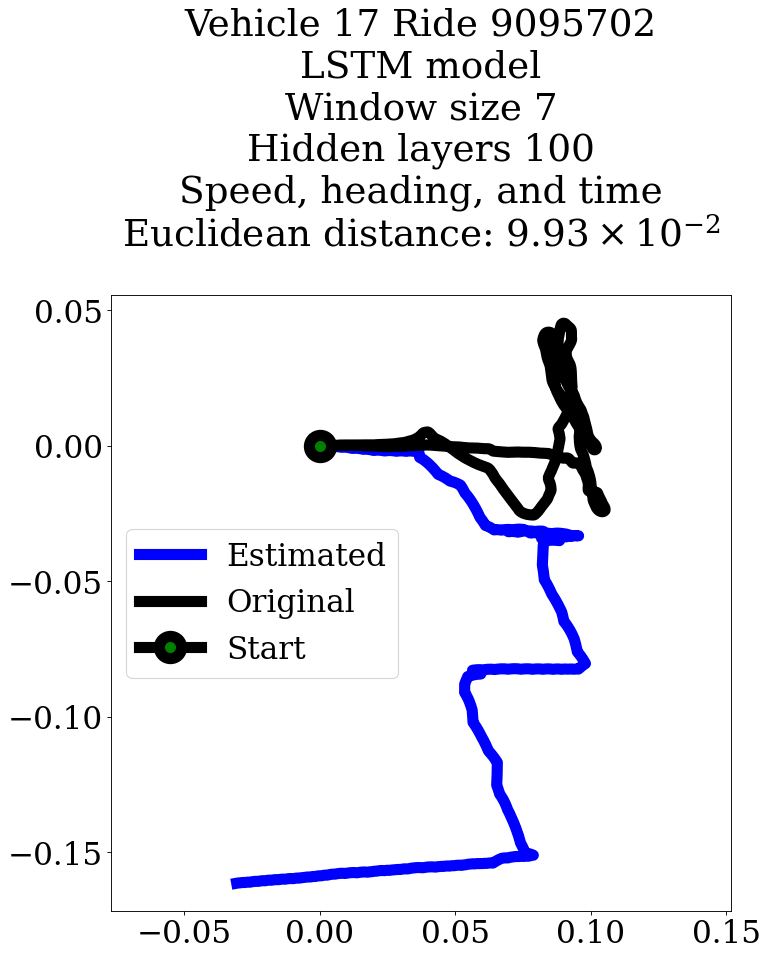 Vehicle 17 Ride 9095702
LSTM model
Window size 7
Hidden layers 100
Speed, heading, and time
Euclidean distance: 9.93 × 10⁻²
0.05
0.00
−0.05
−0.10
−0.15
Estimated
Original
Start
−0.05 0.00 0.05 0.10 0.15